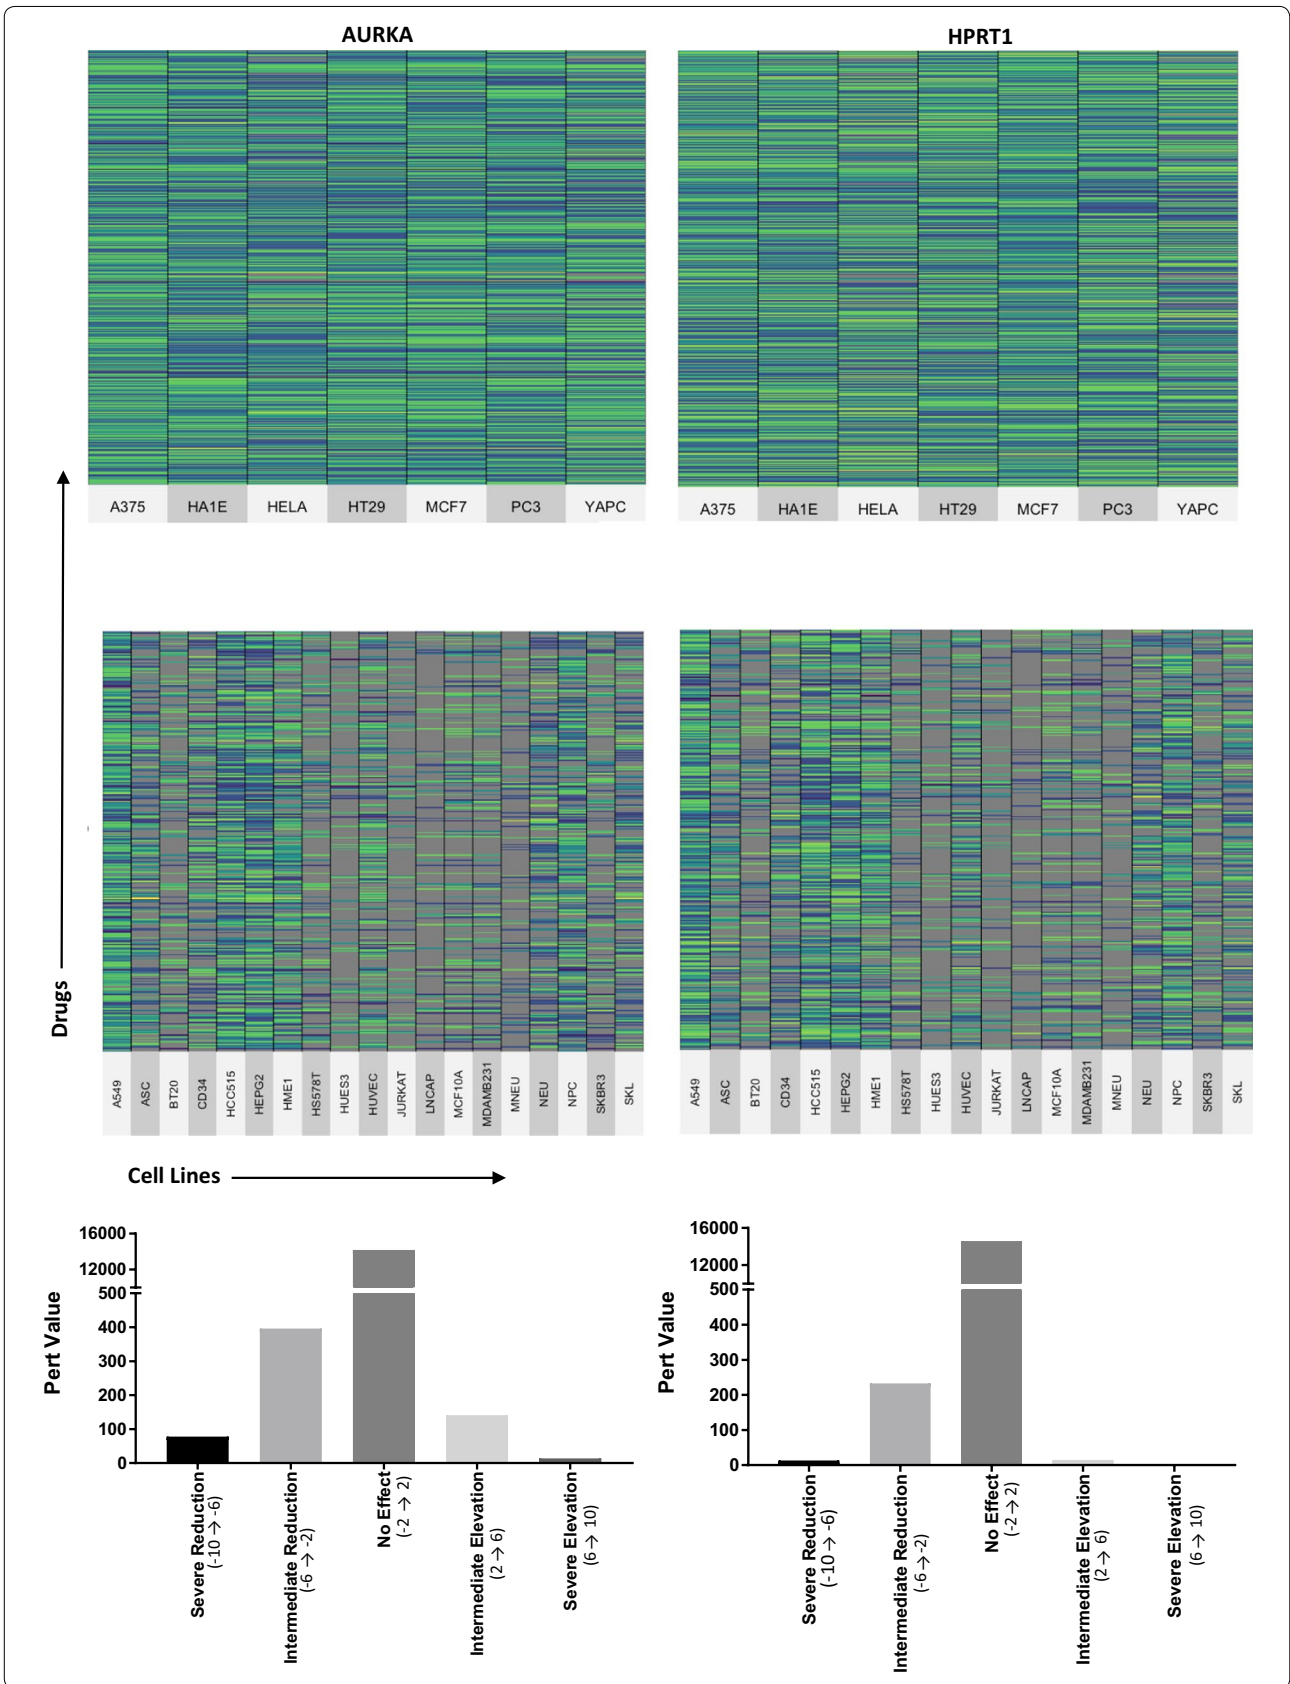 AURKA
HPRT1
A375 HA1E HELA HT29 MCF7 PC3 YAPC
A375 HA1E HELA HT29 MCF7 PC3 YAPC
Drugs
A549 ASC BT20 CD34 HCC515 HEPG2 HME1 HS578T HUES3 HUVEC JURKAT LNCAP MCF10A MDAMB231 MNEU NEU NPC SKBR3 SKL
A549 ASC BT20 CD34 HCC515 HEPG2 HME1 HS578T HUES3 HUVEC JURKAT LNCAP MCF10A MDAMB231 MNEU NEU NPC SKBR3 SKL
Cell Lines
Pert Value
16000
12000
500
400
300
200
100
0
Severe Reduction
(-10 → -6)
Intermediate Reduction
(-6 → -2)
No Effect
(-2 → 2)
Intermediate Elevation
(2 → 6)
Severe Elevation
(6 → 10)
Pert Value
16000
12000
500
400
300
200
100
0
Severe Reduction
(-10 → -6)
Intermediate Reduction
(-6 → -2)
No Effect
(-2 → 2)
Intermediate Elevation
(2 → 6)
Severe Elevation
(6 → 10)